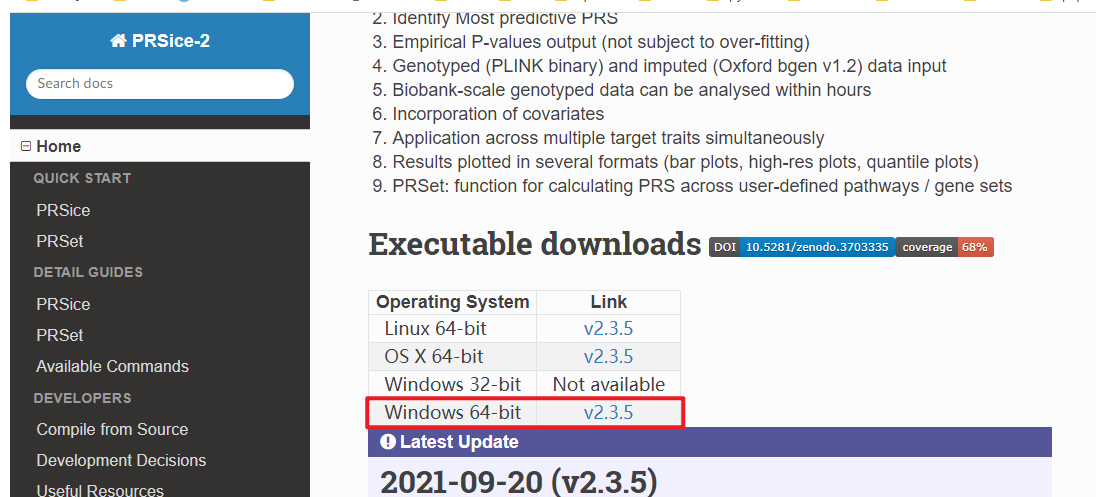 PRSice-2
Search docs
Home
QUICK START
PRSice
PRSet
DETAIL GUIDES
PRSice
PRSet
Available Commands
DEVELOPERS
Compile from Source
Development Decisions
Useful Resources
2. Identify Most predictive PRS
3. Empirical P-values output (not subject to over-fitting)
4. Genotyped (PLINK binary) and imputed (Oxford bgen v1.2) data input
5. Biobank-scale genotyped data can be analysed within hours
6. Incorporation of covariates
7. Application across multiple target traits simultaneously
8. Results plotted in several formats (bar plots, high-res plots, quantile plots)
9. PRSet: function for calculating PRS across user-defined pathways / gene sets
Executable downloads DOI 10.5281/zenodo.3703335 coverage 68%
Operating System Link
Linux 64-bit v2.3.5
OS X 64-bit v2.3.5
Windows 32-bit Not available
Windows 64-bit v2.3.5
Latest Update
2021-09-20 (v2.3.5)